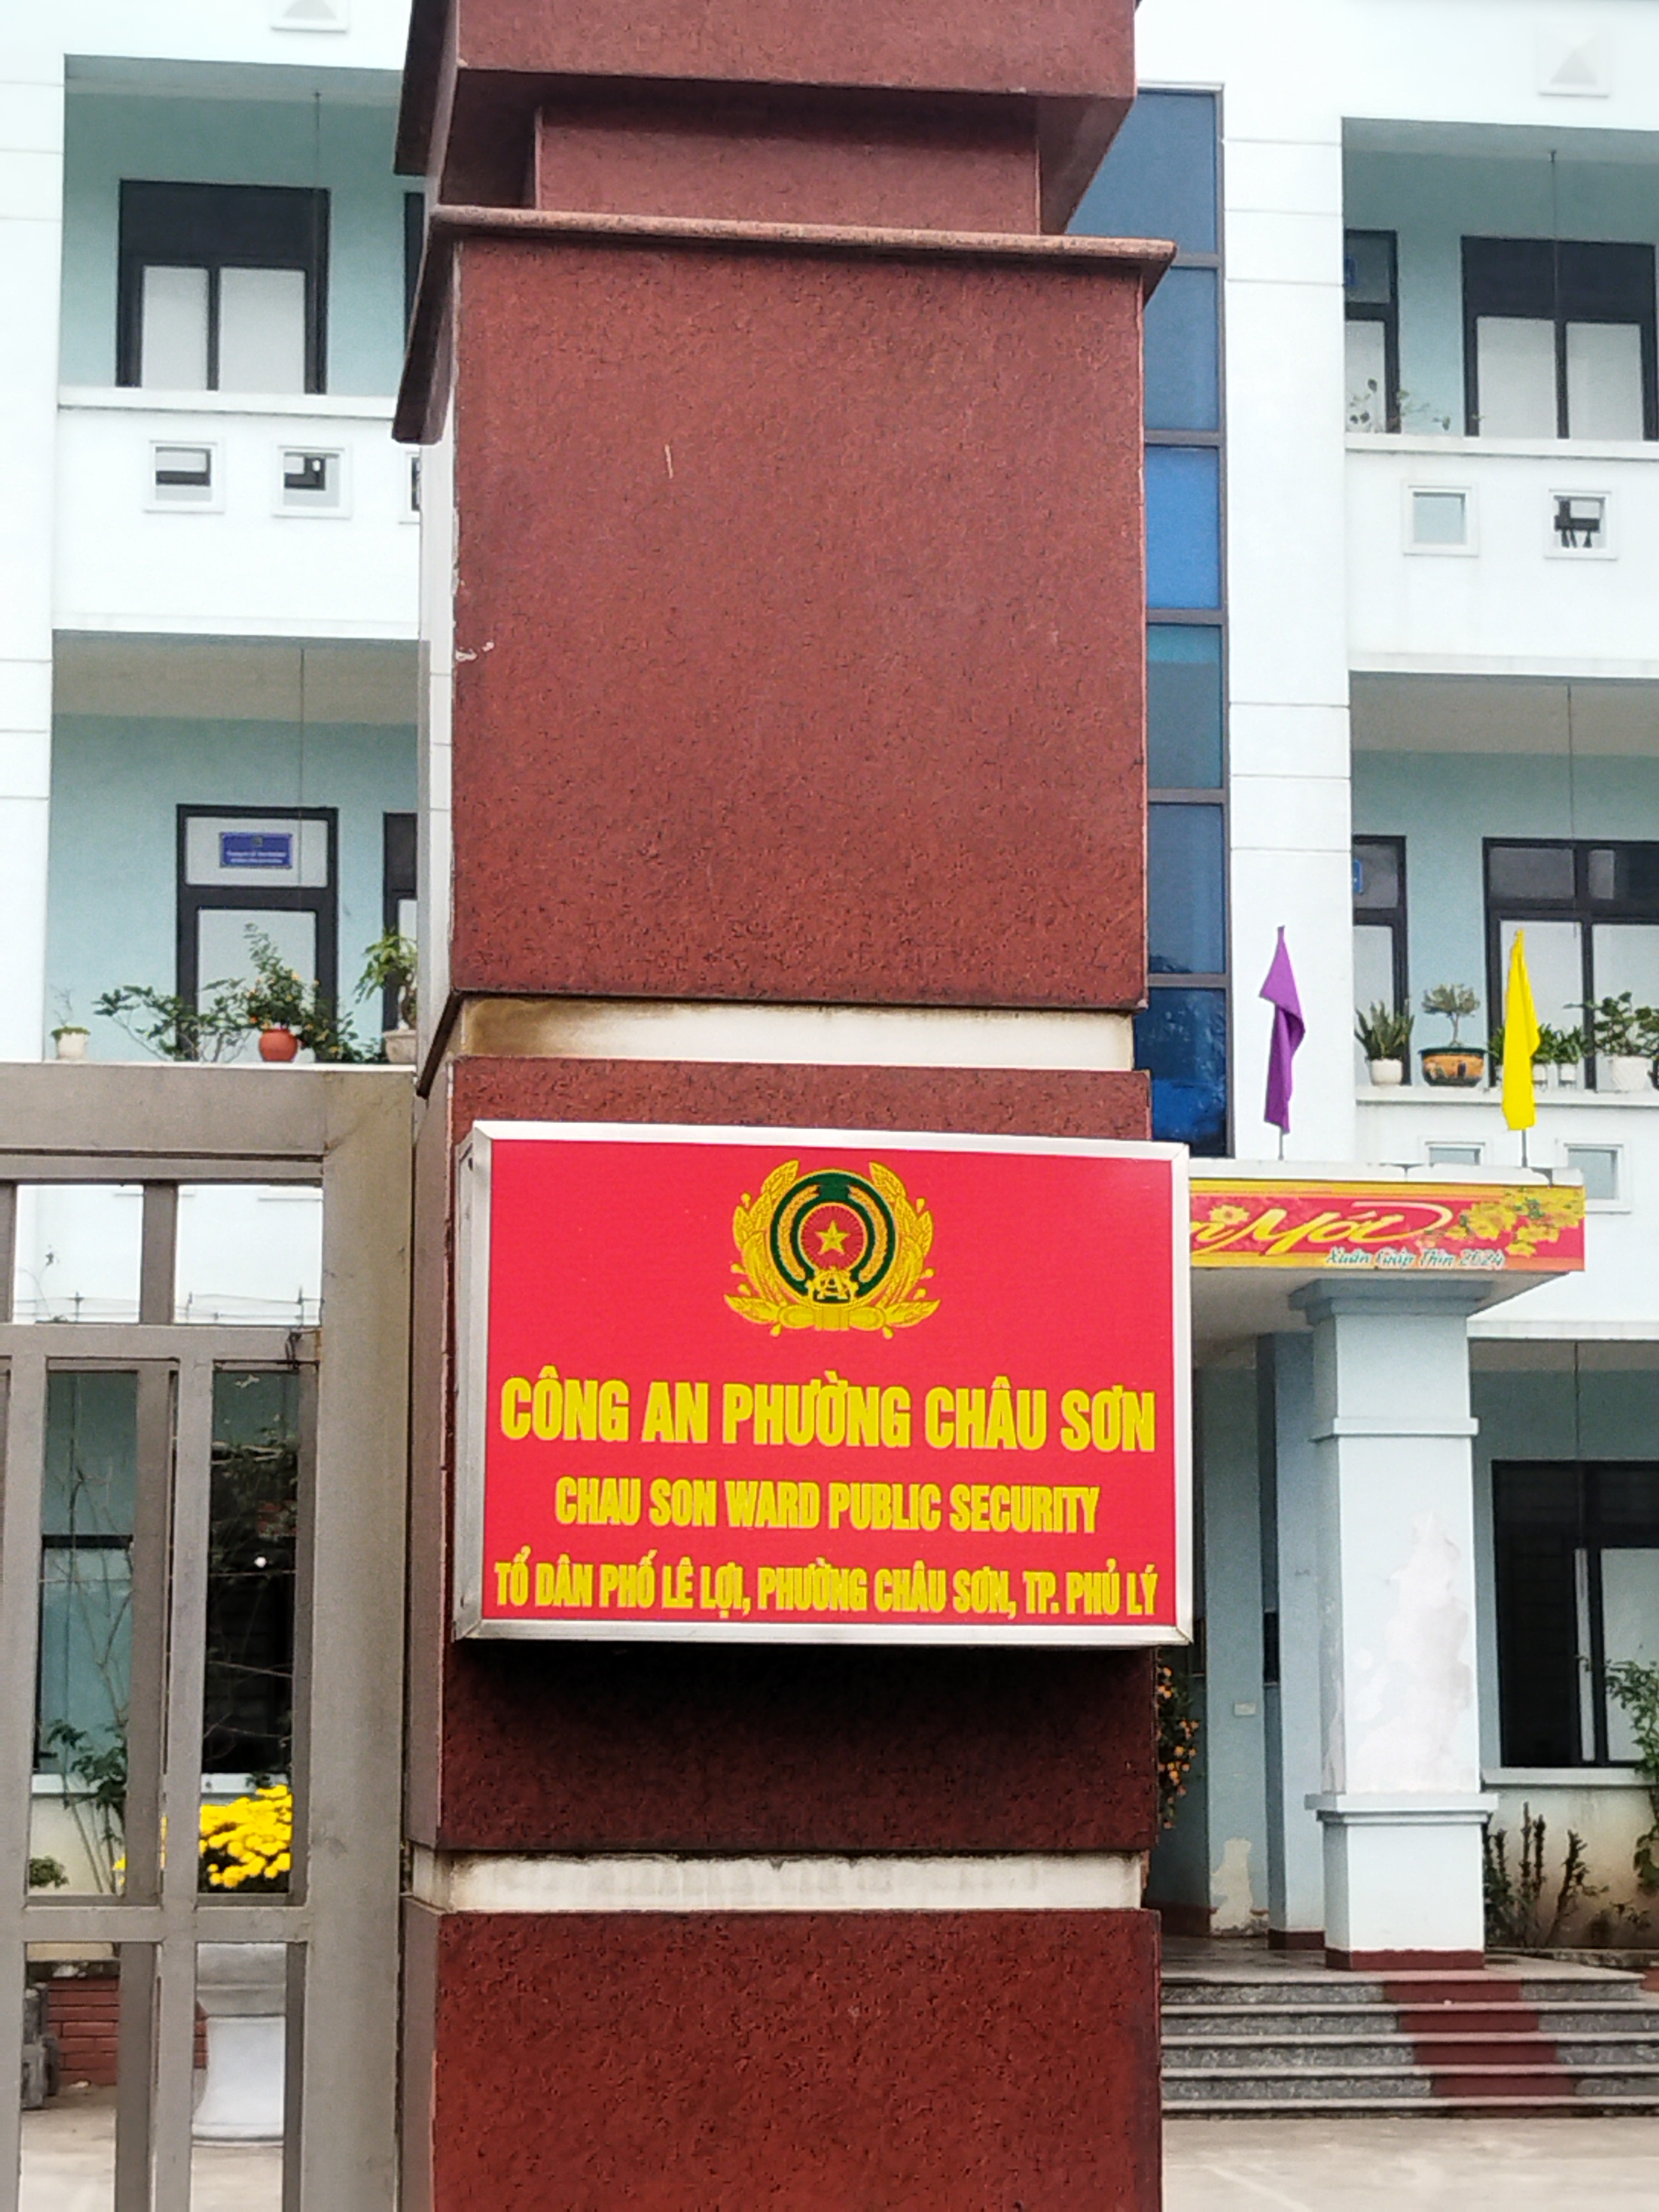 CÔNG AN PHƯỜNG CHÂU SƠN
CHAU SON WARD PUBLIC SECURITY
TỔ DÂN PHỐ LÊ LỢI, PHƯỜNG CHÂU SƠN, TP. PHỦ LÝ
Mới
Xuân Giáp Thìn 2024